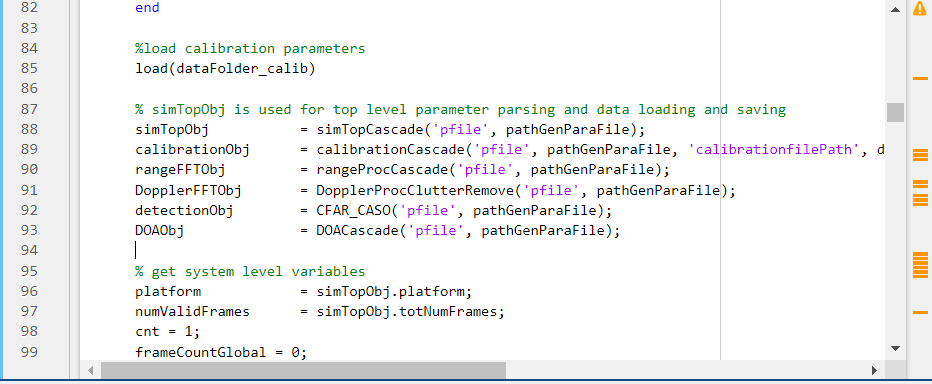 82 end
83
84 %load calibration parameters
85 load(dataFolder_calib)
86
87 % simTopObj is used for top level parameter parsing and data loading and saving
88 simTopObj = simTopCascade('pfile', pathGenParaFile);
89 calibrationObj = calibrationCascade('pfile', pathGenParaFile, 'calibrationfilePath', d
90 rangeFFTObj = rangeProcCascade('pfile', pathGenParaFile);
91 DopplerFFTObj = DopplerProcClutterRemove('pfile', pathGenParaFile);
92 detectionObj = CFAR_CASO('pfile', pathGenParaFile);
93 DOAObj = DOACascade('pfile', pathGenParaFile);
94
95 % get system level variables
96 platform = simTopObj.platform;
97 numValidFrames = simTopObj.totNumFrames;
98 cnt = 1;
99 frameCountGlobal = 0;